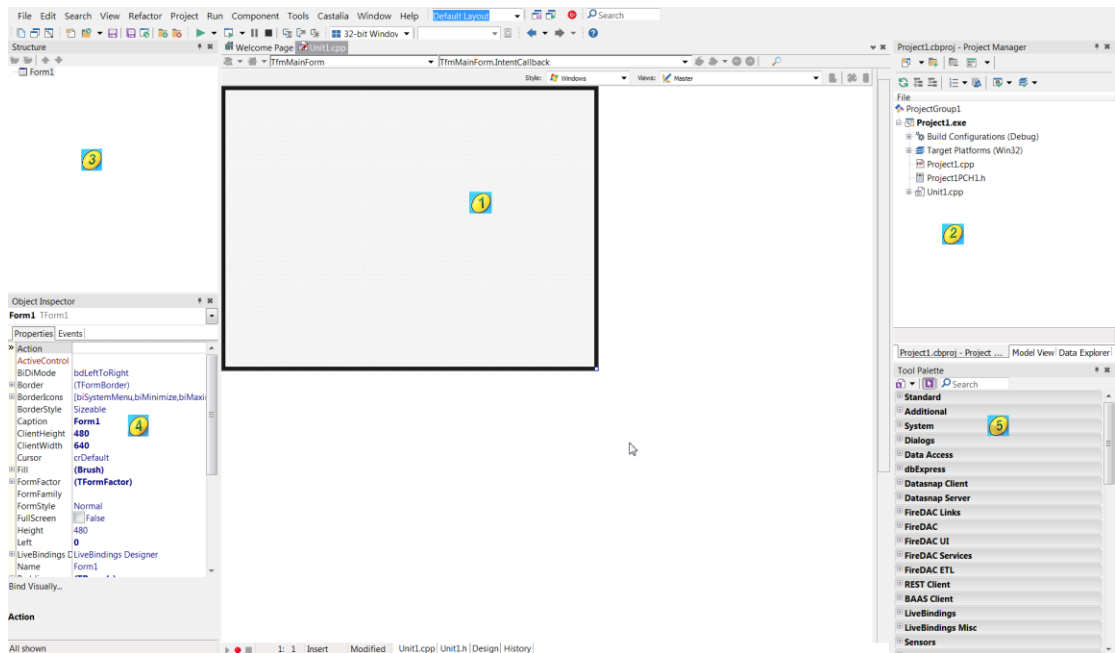 File Edit Search View Refactor Project Run Component Tools Castalia Window Help Default Layout Search
32-bit Windov
Structure
Form1
3
Welcome Page Unit1.cpp
TfmMainForm TfmMainForm.IntentCallback
Style: Windows Views: Master
1
Project1.cbproj - Project Manager
File
ProjectGroup1
Project1.exe
Build Configurations (Debug)
Target Platforms (Win32)
Project1.cpp
Project1PCH1.h
Unit1.cpp
2
Project1.cbproj - Project ... Model View Data Explorer
Object Inspector
Form1 TForm1
Properties Events
Action
ActiveControl
BiDiMode bdLeftToRight
Border (TFormBorder)
BorderIcons [biSystemMenu,biMinimize,biMaxi
BorderStyle Sizeable
Caption Form1
ClientHeight 480
ClientWidth 640
Cursor crDefault
Fill (Brush)
FormFactor (TFormFactor)
FormFamily
FormStyle Normal
FullScreen False
Height 480
Left 0
LiveBindings D LiveBindings Designer
Name Form1
4
Bind Visually...
Action
All shown
Tool Palette
Search
Standard
Additional
System
Dialogs
Data Access
dbExpress
Datasnap Client
Datasnap Server
FireDAC Links
FireDAC
FireDAC UI
FireDAC Services
FireDAC ETL
REST Client
BAAS Client
LiveBindings
LiveBindings Misc
Sensors
5
1: 1 Insert Modified Unit1.cpp Unit1.h Design History